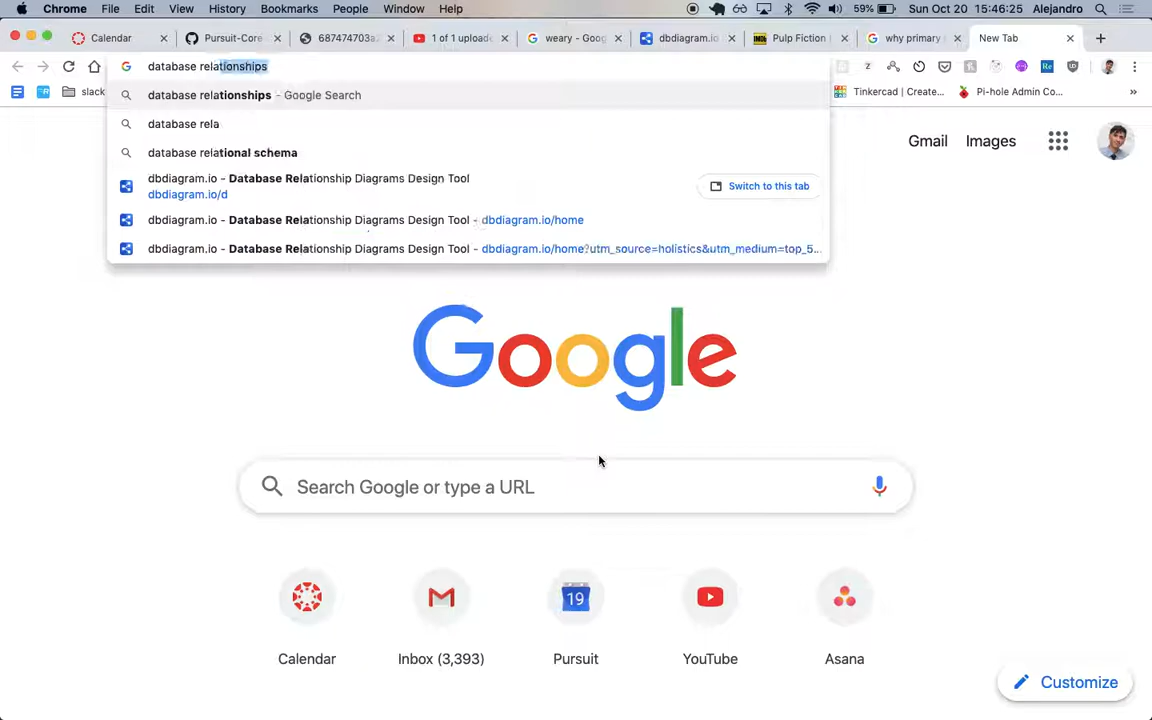 Chrome File Edit View History Bookmarks People Window Help 59% Sun Oct 20 15:46:25 Alejandro
Calendar Pursuit-Core 687474703a 1 of 1 uploade weary - Goog dbdiagram.io Pulp Fiction why primary New Tab
database relationships
slack Tinkercad | Create... Pi-hole Admin Co... »
database relationships - Google Search
database rela
database relational schema
dbdiagram.io - Database Relationship Diagrams Design Tool
dbdiagram.io/d
Switch to this tab
dbdiagram.io - Database Relationship Diagrams Design Tool - dbdiagram.io/home
dbdiagram.io - Database Relationship Diagrams Design Tool - dbdiagram.io/home?utm_source=holistics&utm_medium=top_5...
Gmail Images
Google
Search Google or type a URL
19
Calendar Inbox (3,393) Pursuit YouTube Asana
Customize